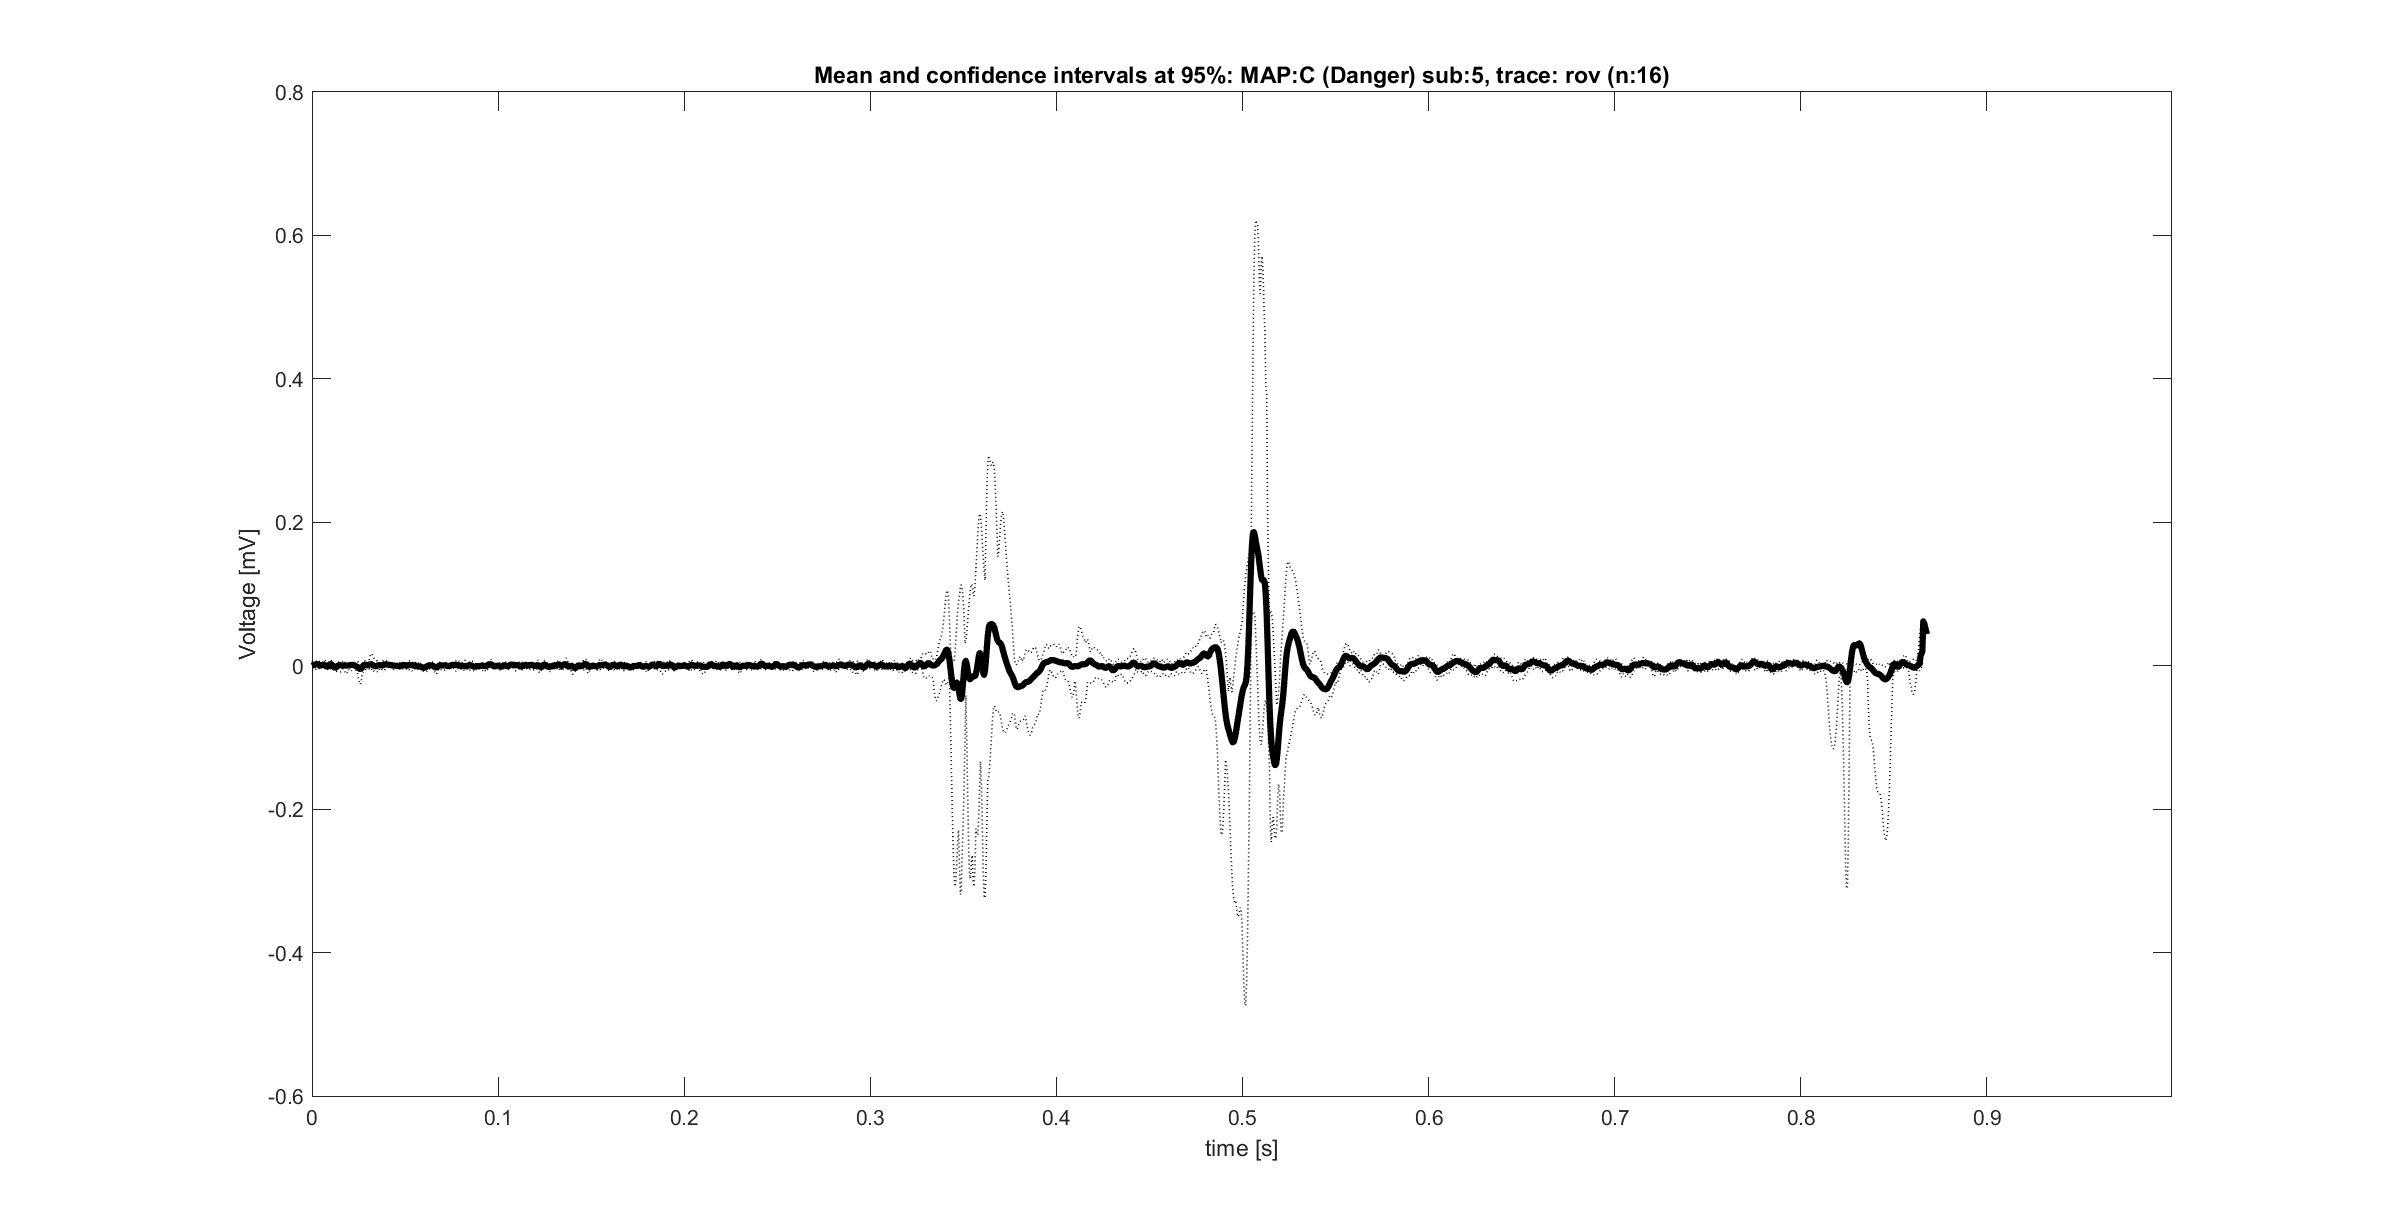 Mean and confidence intervals at 95%: MAP:C (Danger) sub:5, trace: rov (n:16)
0.8
0.6
0.4
0.2
0
-0.2
-0.4
-0.6
Voltage [mV]
0 0.1 0.2 0.3 0.4 0.5 0.6 0.7 0.8 0.9
time [s]